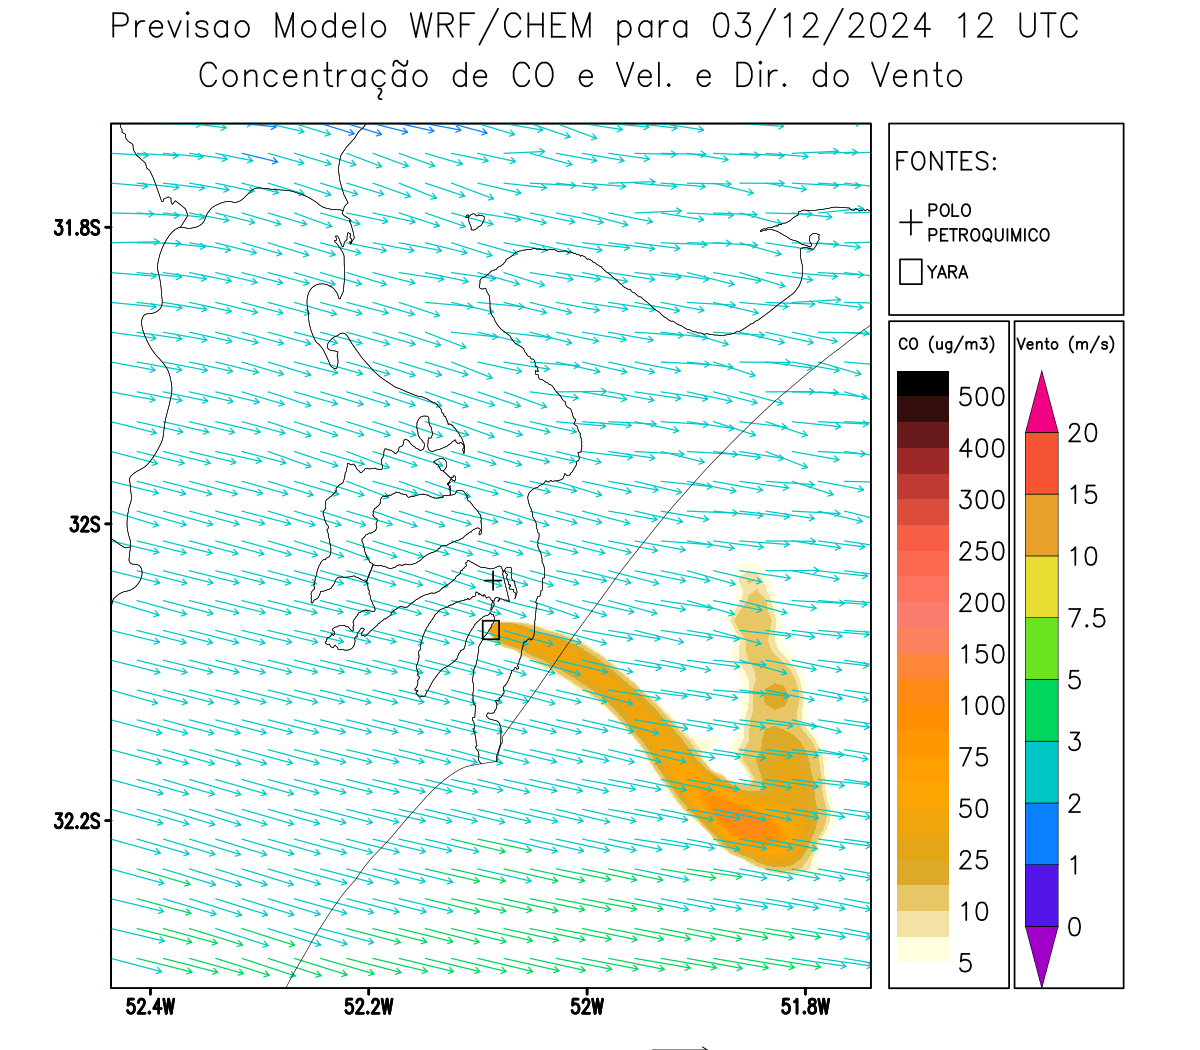 Previsao Modelo WRF/CHEM para 03/12/2024 12 UTC
Concentração de CO e Vel. e Dir. do Vento
FONTES:
POLO
PETROQUIMICO
YARA
31.8S
32S
32.2S
52.4W
52.2W
52W
51.8W
CO (ug/m3)
500
400
300
250
200
150
100
75
50
25
10
5
Vento (m/s)
20
15
10
7.5
5
3
2
1
0